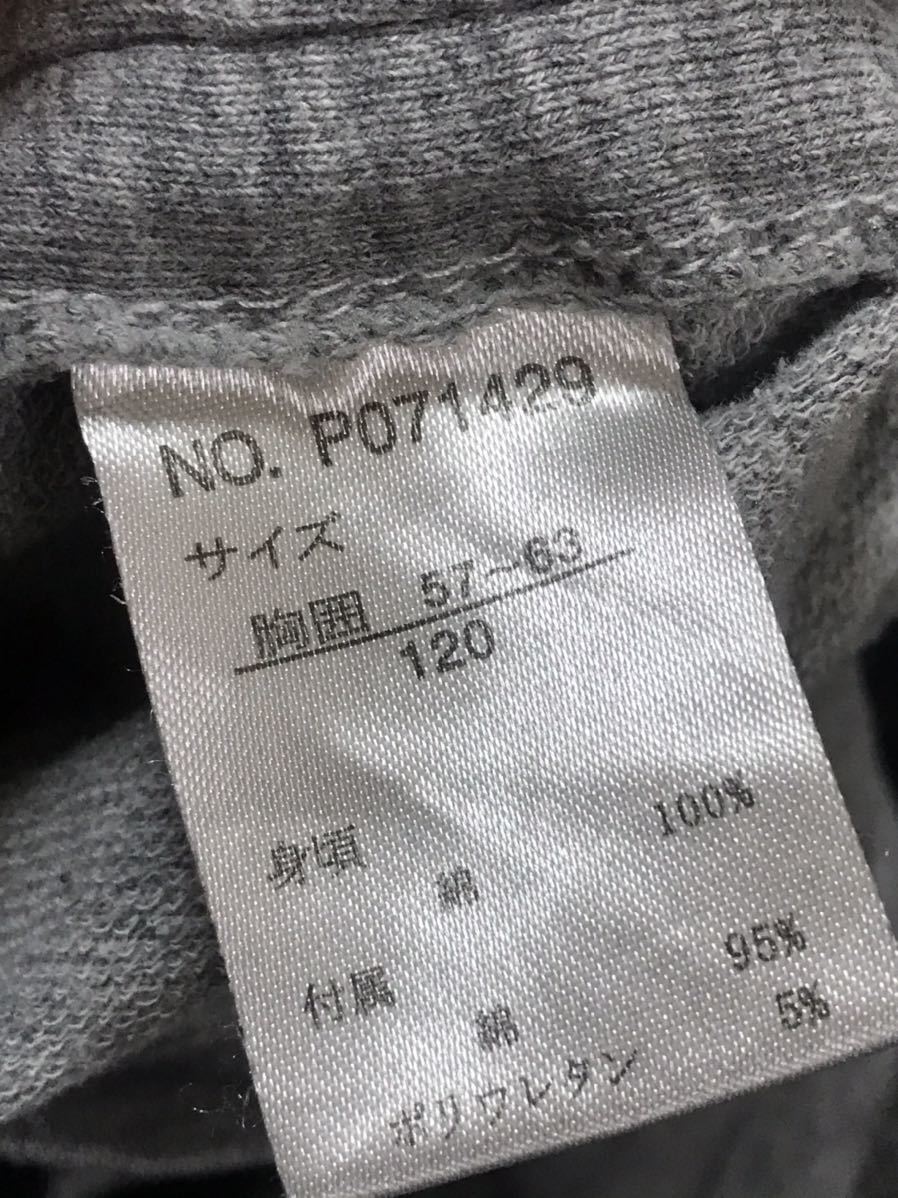 NO. P071429
サイズ
胸囲 57~63
120
身頃
綿 100%
付属
綿 95%
ポリウレタン 5%